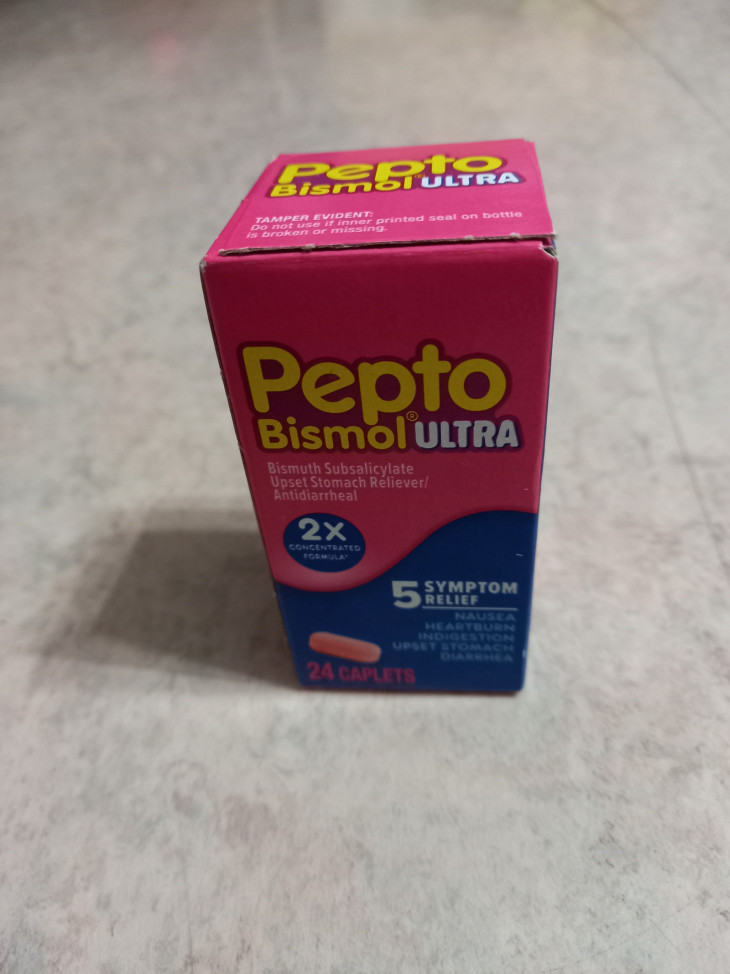 Pepto
Bismol™ ULTRA
TAMPER EVIDENT:
Do not use if inner printed seal on bottle
is broken or missing.
Pepto
Bismol® ULTRA
Bismuth Subsalicylate
Upset Stomach Reliever/
Antidiarrheal
2X
CONCENTRATED
FORMULA*
5 SYMPTOM
RELIEF
NAUSEA
HEARTBURN
INDIGESTION
UPSET STOMACH
DIARRHEA
24 CAPLETS